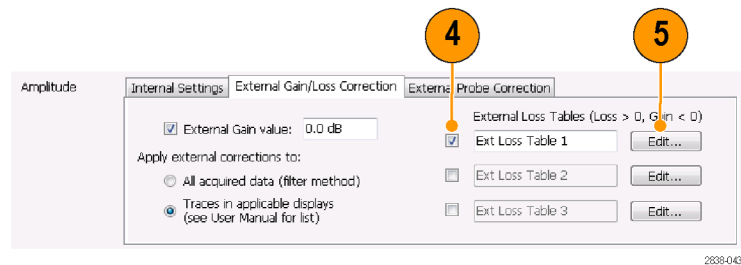 4 5
Amplitude Internal Settings External Gain/Loss Correction External Probe Correction
External Loss Tables (Loss > 0, Gain < 0)
External Gain value: 0.0 dB
Ext Loss Table 1 Edit...
Apply external corrections to:
All acquired data (filter method)
Ext Loss Table 2 Edit...
Traces in applicable displays
(see User Manual for list)
Ext Loss Table 3 Edit...
2838-043